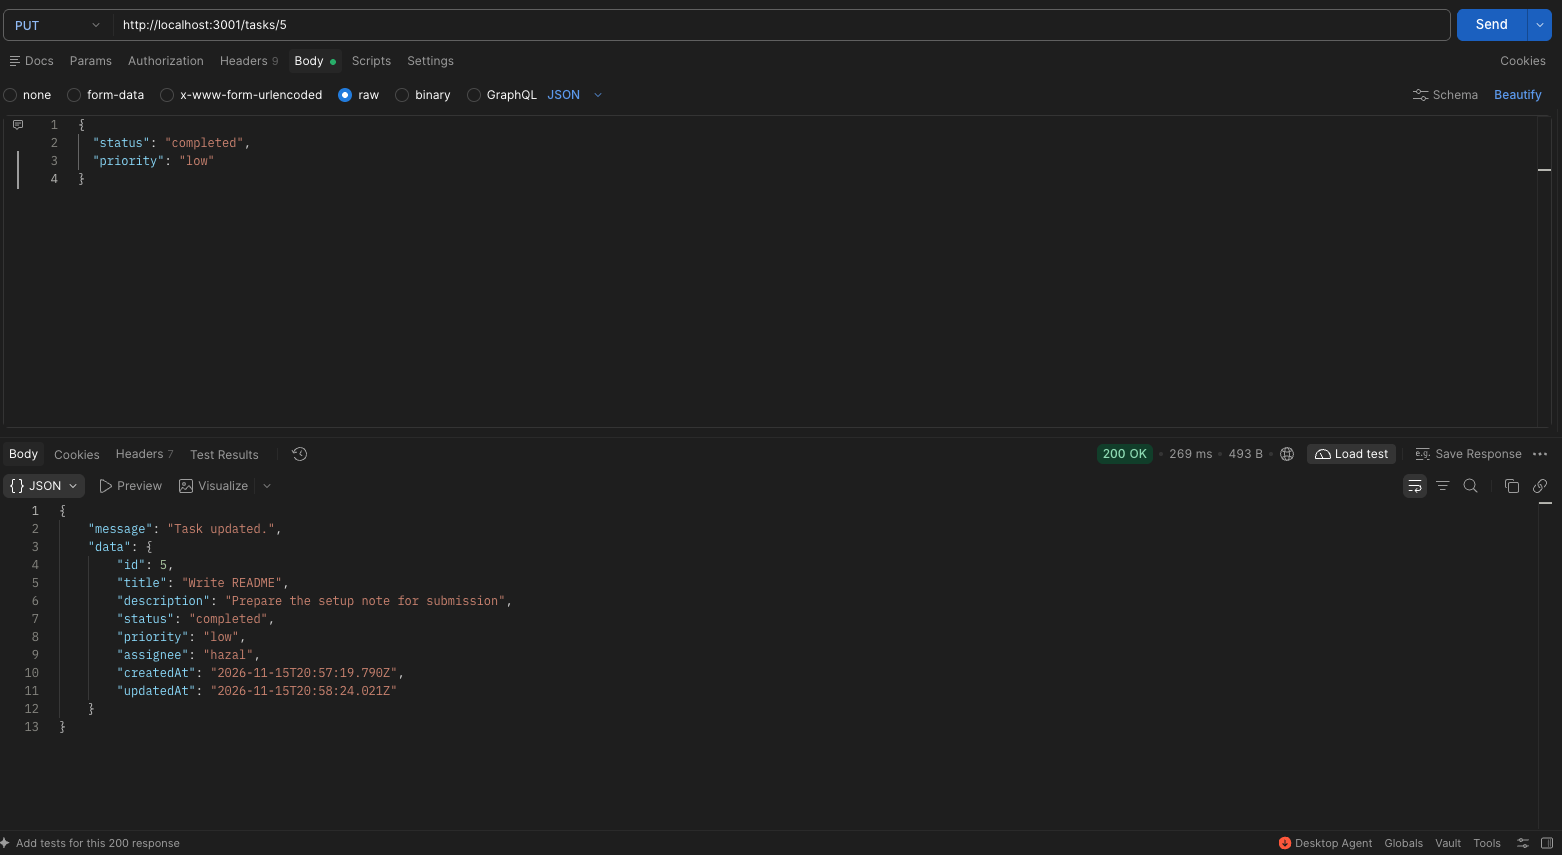 PUT http://localhost:3001/tasks/5 Send
Docs Params Authorization Headers 9 Body Scripts Settings Cookies
none form-data x-www-form-urlencoded raw binary GraphQL JSON Schema Beautify
1 {
2 "status": "completed",
3 "priority": "low"
4 }
Body Cookies Headers 7 Test Results 200 OK • 269 ms • 493 B • Load test e.g. Save Response
{} JSON Preview Visualize
1 {
2 "message": "Task updated.",
3 "data": {
4 "id": 5,
5 "title": "Write README",
6 "description": "Prepare the setup note for submission",
7 "status": "completed",
8 "priority": "low",
9 "assignee": "hazal",
10 "createdAt": "2026-11-15T20:57:19.790Z",
11 "updatedAt": "2026-11-15T20:58:24.021Z"
12 }
13 }
Add tests for this 200 response Desktop Agent Globals Vault Tools